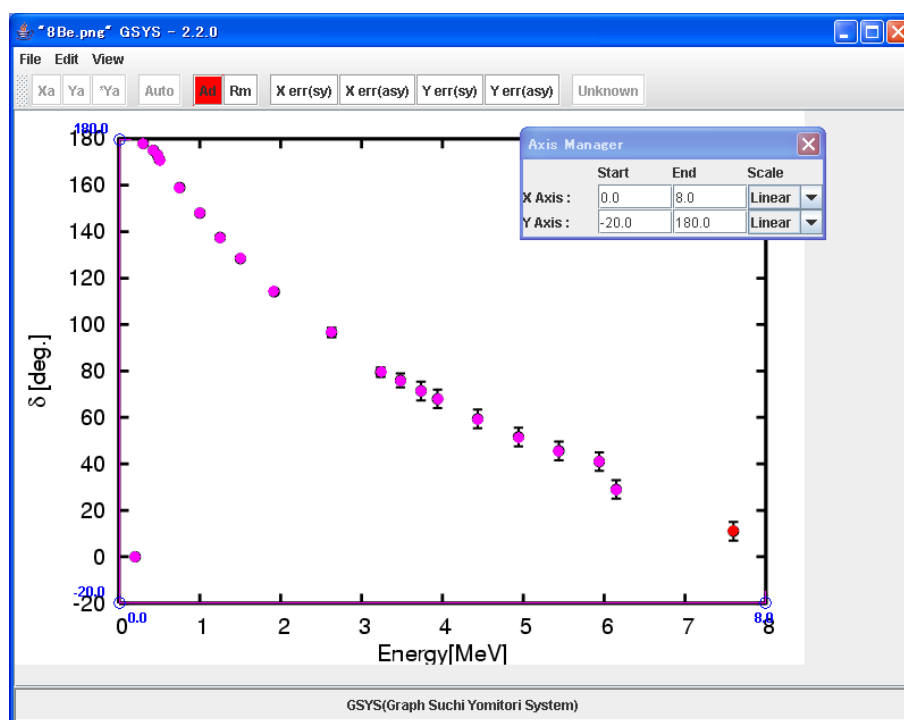 "8Be.png" GSYS - 2.2.0
File Edit View
Xa Ya *Ya Auto Ad Rm X err(sy) X err(asy) Y err(sy) Y err(asy) Unknown
Axis Manager
Start End Scale
X Axis : 0.0 8.0 Linear
Y Axis : -20.0 180.0 Linear
180.0
180
160
140
120
100
80
60
40
20
0
-20.0
-20
δ [deg.]
0.0 8.0
0 1 2 3 4 5 6 7 8
Energy[MeV]
GSYS(Graph Suchi Yomitori System)